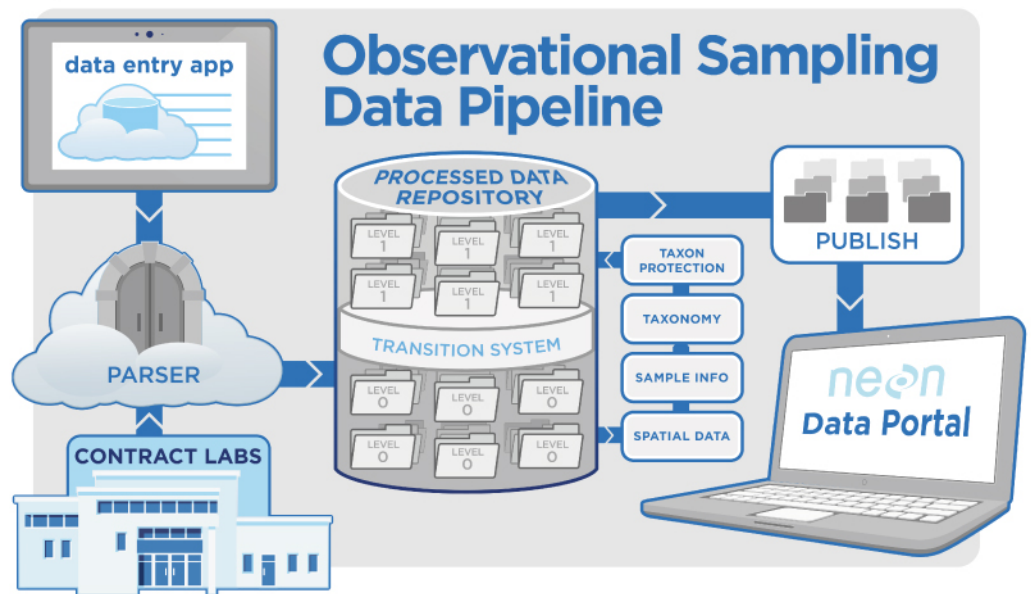 Observational Sampling
Data Pipeline
data entry app
PARSER
CONTRACT LABS
PROCESSED DATA
REPOSITORY
LEVEL
1
LEVEL
1
LEVEL
1
LEVEL
1
LEVEL
1
LEVEL
1
TRANSITION SYSTEM
LEVEL
0
LEVEL
0
LEVEL
0
LEVEL
0
LEVEL
0
LEVEL
0
TAXON
PROTECTION
TAXONOMY
SAMPLE INFO
SPATIAL DATA
PUBLISH
neon
Data Portal